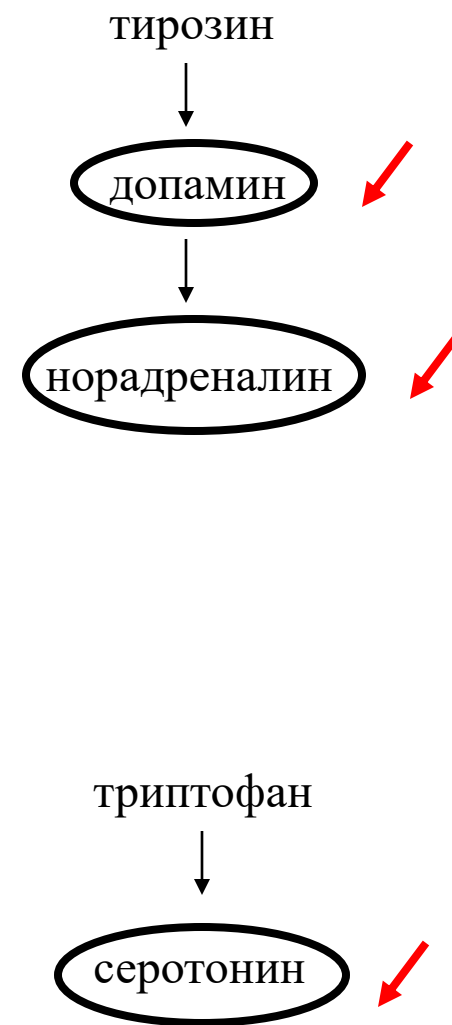 тирозин
допамин
норадреналин
триптофан
серотонин